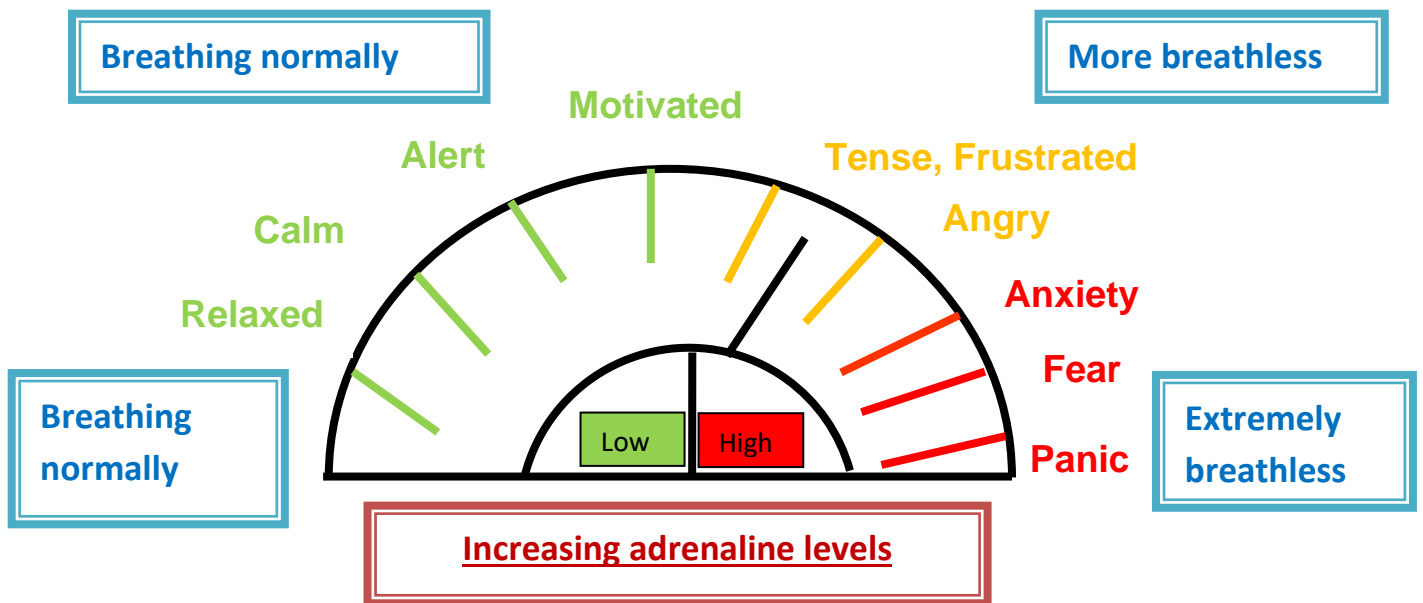 Breathing normally
More breathless
Motivated
Alert
Tense, Frustrated
Calm
Angry
Relaxed
Anxiety
Fear
Breathing
normally
Extremely
breathless
Low
High
Panic
Increasing adrenaline levels